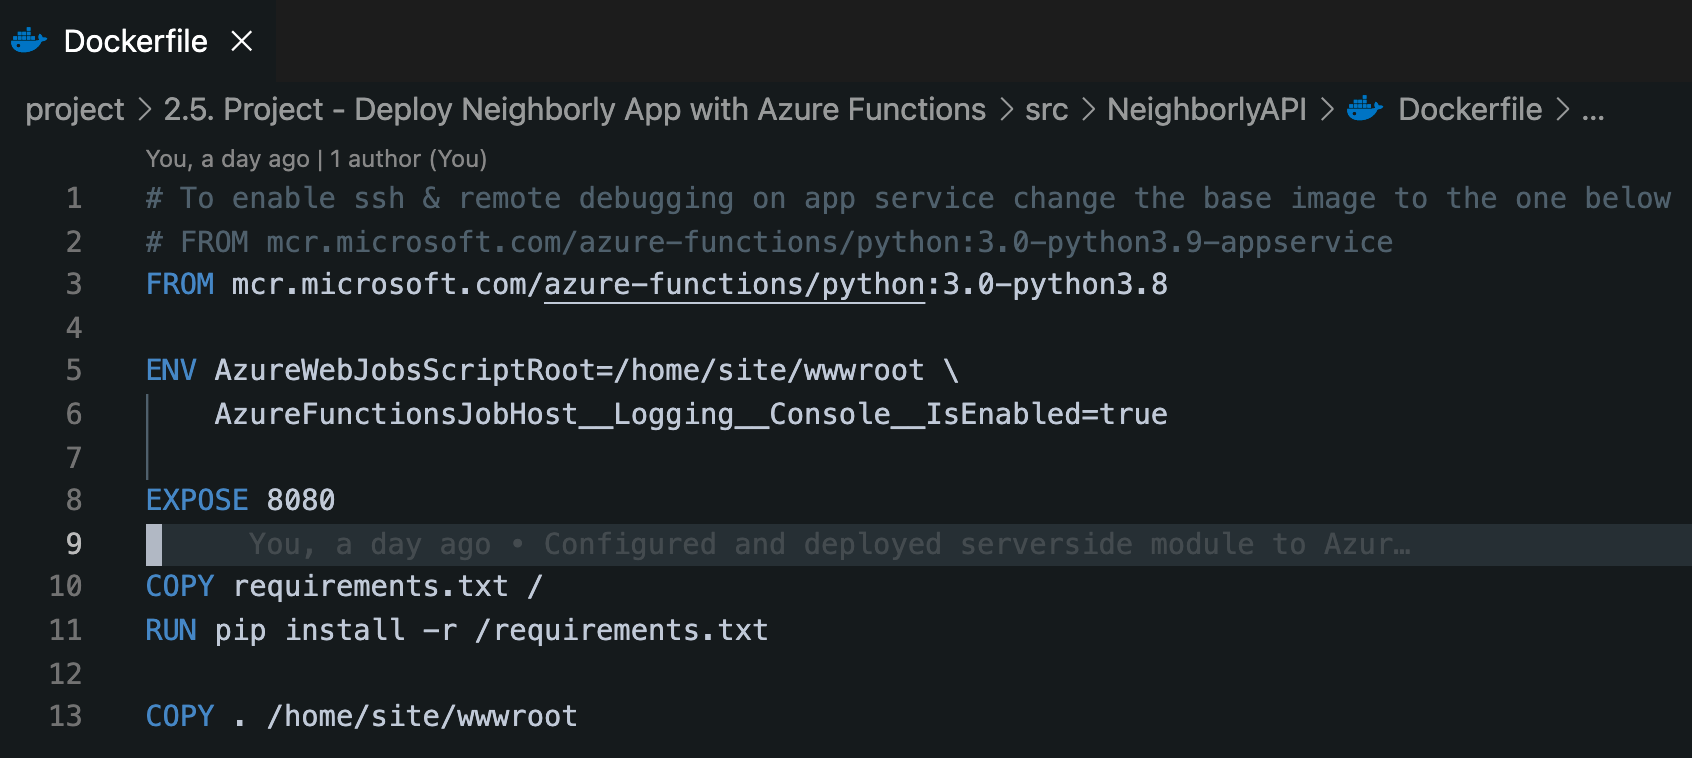 Dockerfile
project > 2.5. Project - Deploy Neighborly App with Azure Functions > src > NeighborlyAPI > Dockerfile > ...
You, a day ago | 1 author (You)
1 # To enable ssh & remote debugging on app service change the base image to the one below
2 # FROM mcr.microsoft.com/azure-functions/python:3.0-python3.9-appservice
3 FROM mcr.microsoft.com/azure-functions/python:3.0-python3.8
4
5 ENV AzureWebJobsScriptRoot=/home/site/wwwroot \
6     AzureFunctionsJobHost__Logging__Console__IsEnabled=true
7
8 EXPOSE 8080
9 You, a day ago • Configured and deployed serverside module to Azur…
10 COPY requirements.txt /
11 RUN pip install -r /requirements.txt
12
13 COPY . /home/site/wwwroot